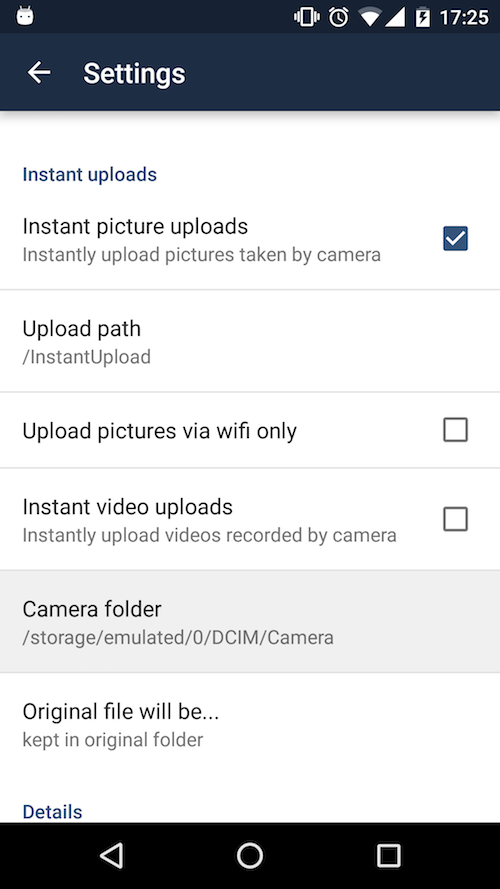 17:25
Settings
Instant uploads
Instant picture uploads
Instantly upload pictures taken by camera
Upload path
/InstantUpload
Upload pictures via wifi only
Instant video uploads
Instantly upload videos recorded by camera
Camera folder
/storage/emulated/0/DCIM/Camera
Original file will be...
kept in original folder
Details